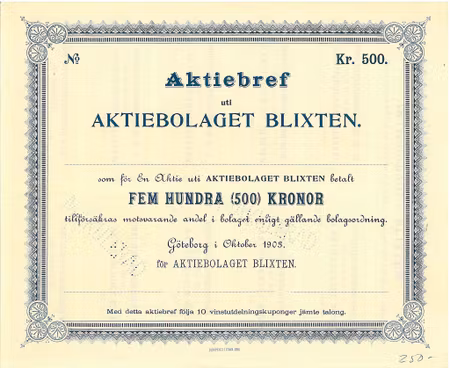 No Kr. 500.
Aktiebref
uti
AKTIEBOLAGET BLIXTEN.
som för En Aktie uti AKTIEBOLAGET BLIXTEN betalt
FEM HUNDRA (500) KRONOR
tillförsäkras motsvarande andel i bolaget enligt gällande bolagsordning.
Göteborg i Oktober 1905.
för AKTIEBOLAGET BLIXTEN.
Med detta aktiebref följa 10 vinstutdelningskuponger jämte talong.
250-